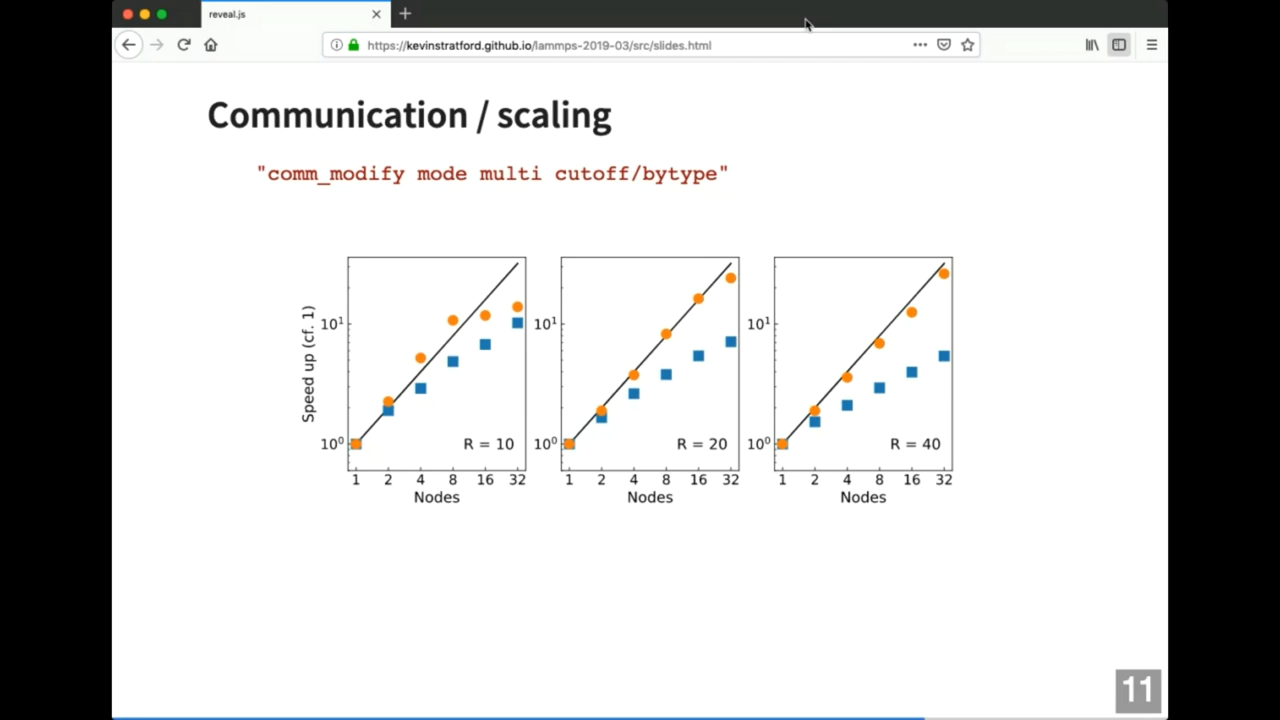 reveal.js
https://kevinstratford.github.io/lammps-2019-03/src/slides.html
Communication / scaling
"comm_modify mode multi cutoff/bytype"
Speed up (cf. 1)
10¹
10⁰
R = 10
1 2 4 8 16 32
Nodes
10¹
10⁰
R = 20
1 2 4 8 16 32
Nodes
10¹
10⁰
R = 40
1 2 4 8 16 32
Nodes
11